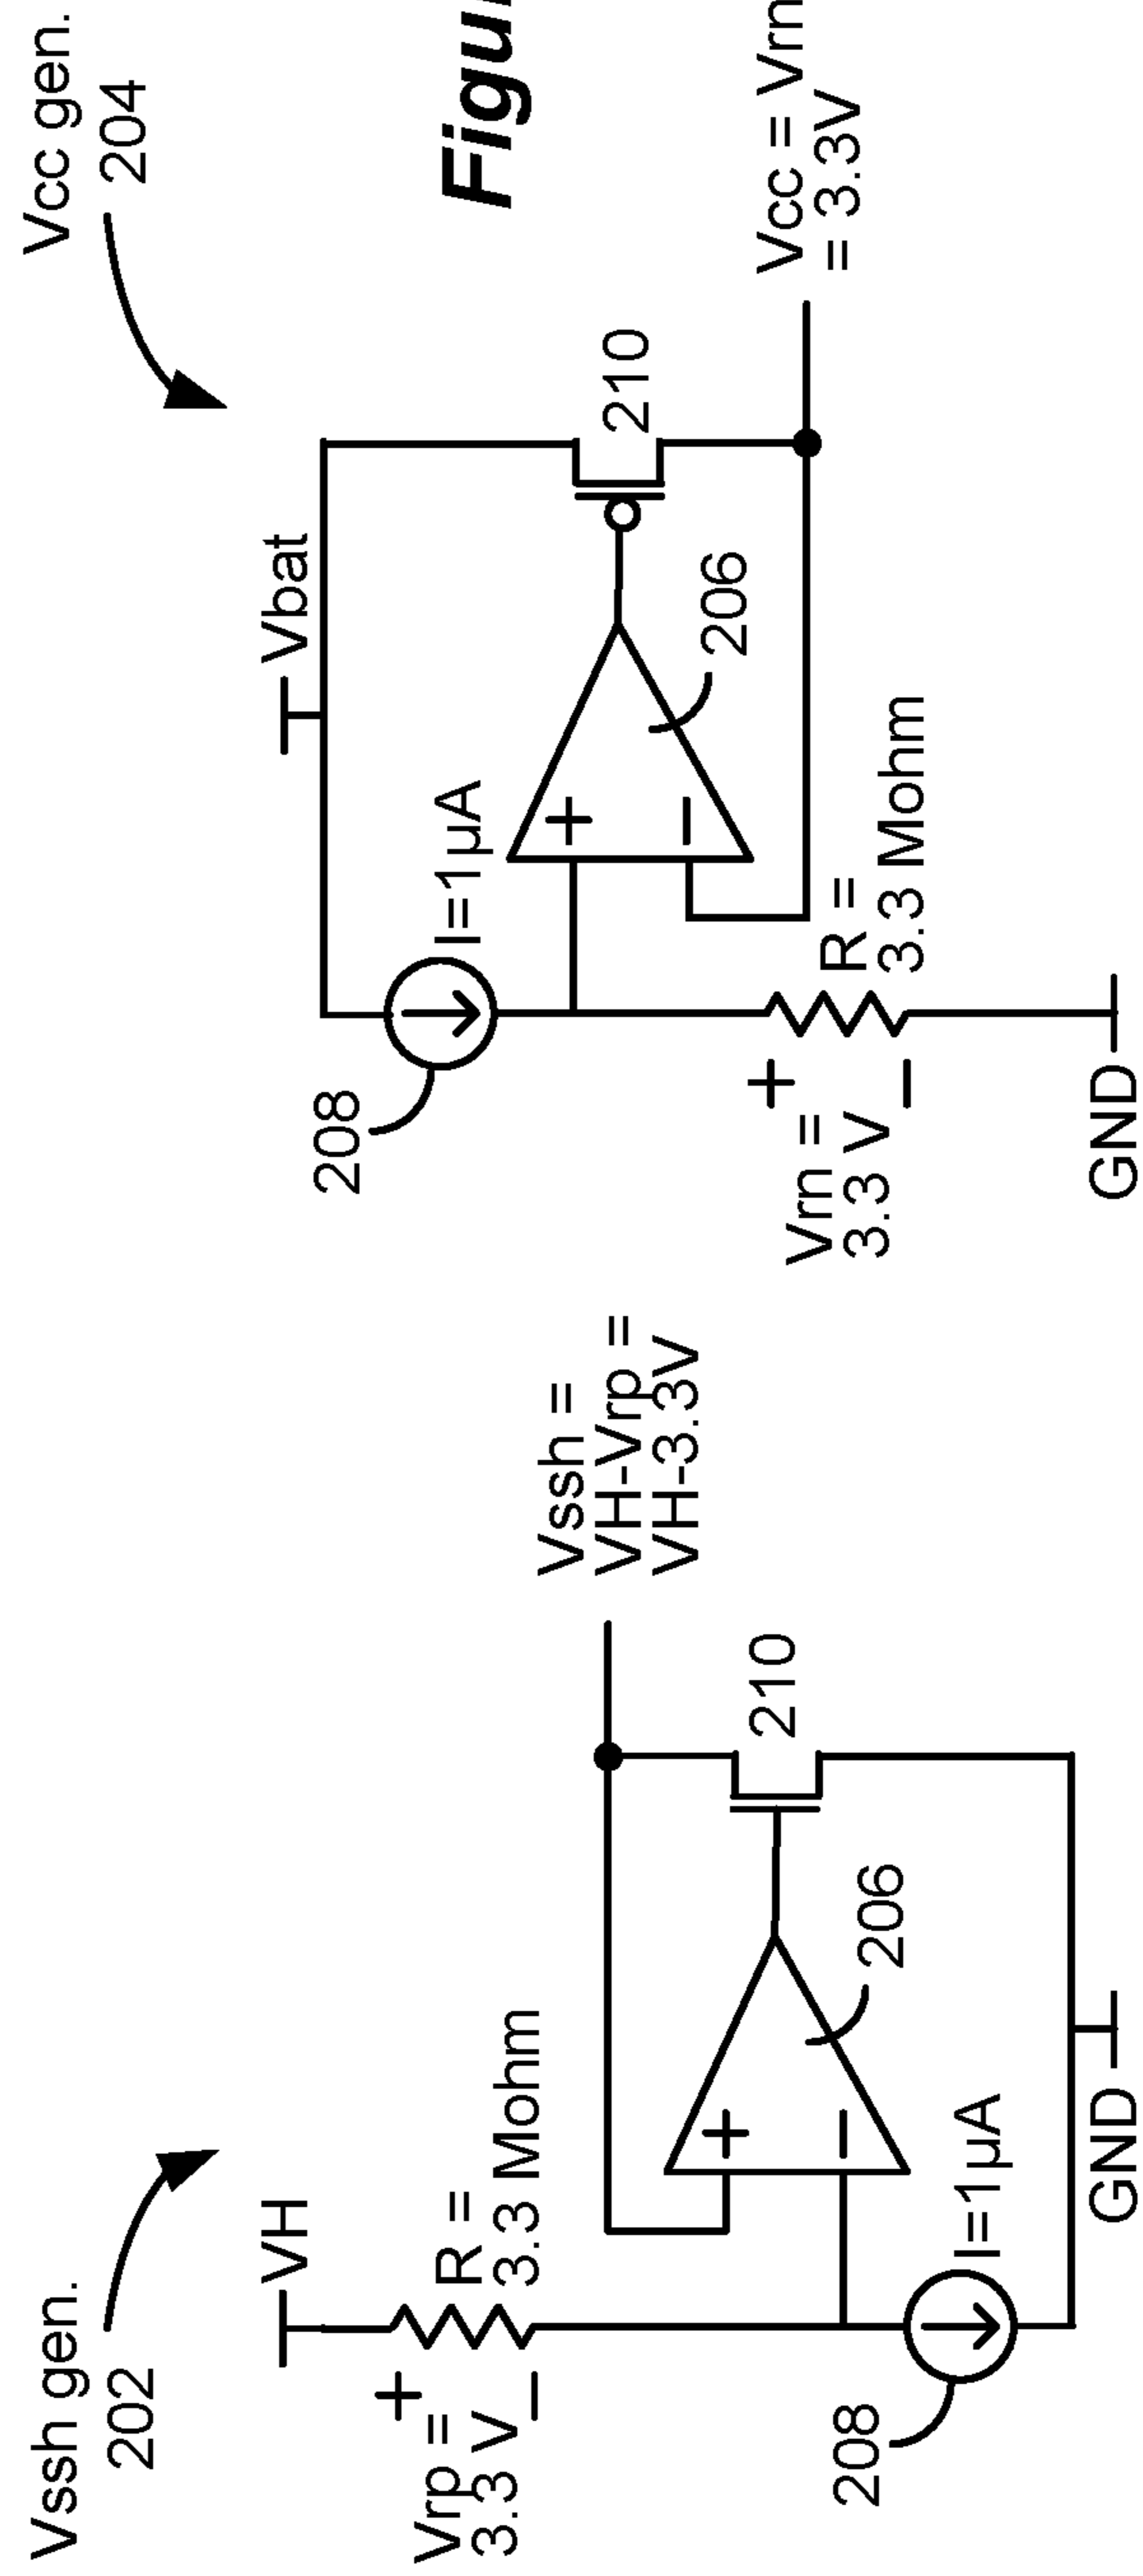 Vssh gen.
202
VH
Vrp =
3.3 V
+
−
R =
3.3 Mohm
208
I=1µA
+
−
206
210
GND
Vssh =
VH-Vrp =
VH-3.3V
Vcc gen.
204
Vbat
208
I=1µA
+
−
206
210
Vrn =
3.3 V
+
−
R =
3.3 Mohm
GND
Vcc = Vrn
= 3.3V